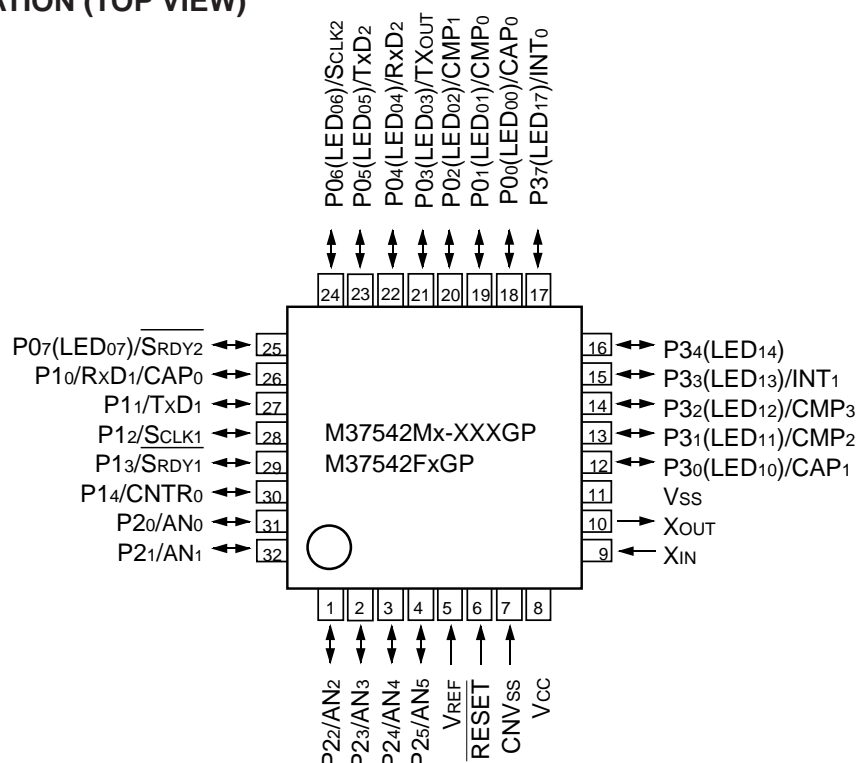 ATION (TOP VIEW)
P06(LED06)/SCLK2
P05(LED05)/TxD2
P04(LED04)/RxD2
P03(LED03)/TXOUT
P02(LED02)/CMP1
P01(LED01)/CMP0
P00(LED00)/CAP0
P37(LED17)/INT0
24 23 22 21 20 19 18 17
P07(LED07)/SRDY2 25
P10/RxD1/CAP0 26
P11/TxD1 27
P12/SCLK1 28
P13/SRDY1 29
P14/CNTR0 30
P20/AN0 31
P21/AN1 32
M37542Mx-XXXGP
M37542FxGP
16 P34(LED14)
15 P33(LED13)/INT1
14 P32(LED12)/CMP3
13 P31(LED11)/CMP2
12 P30(LED10)/CAP1
11 VSS
10 XOUT
9 XIN
1 2 3 4 5 6 7 8
P22/AN2
P23/AN3
P24/AN4
P25/AN5
VREF
RESET
CNVSS
VCC